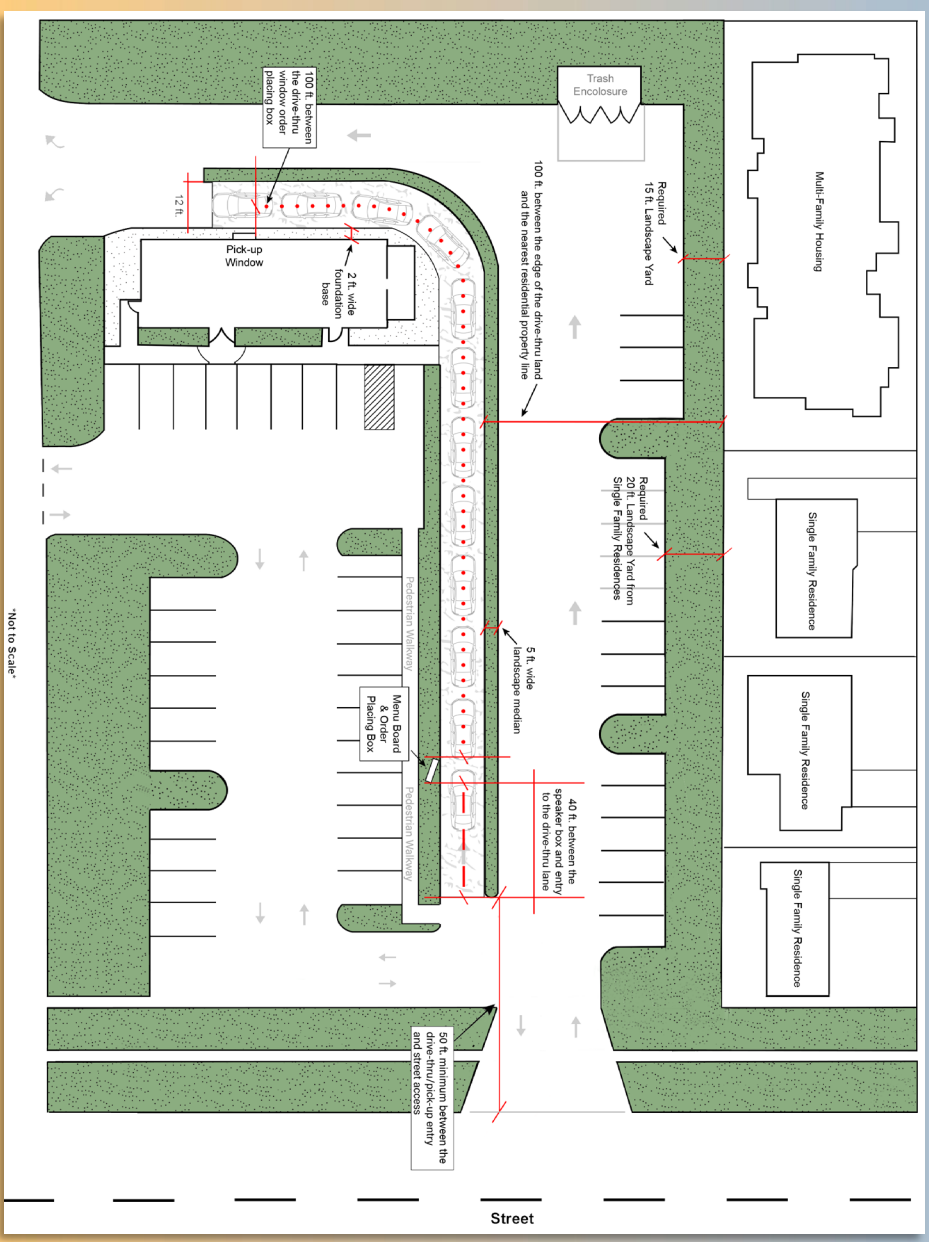 Trash
Encolosure
100 ft. between
the drive-thru
window order
placing box
12 ft.
Pick-up
Window
2 ft. wide
foundation
base
100 ft. between the edge of the drive-thru land
and the nearest residential property line
Required
15 ft. Landscape Yard
Multi-Family Housing
Required
20 ft. Landscape Yard from
Single Family Residences
Single Family Residence
Single Family Residence
Single Family Residence
Pedestrian Walkway
Pedestrian Walkway
5 ft. wide
landscape median
Menu Board
& Order
Placing Box
40 ft. between the
speaker box and entry
to the drive-thru lane
50 ft. minimum between the
drive-thru/pick-up entry
and street access
*Not to Scale*
Street